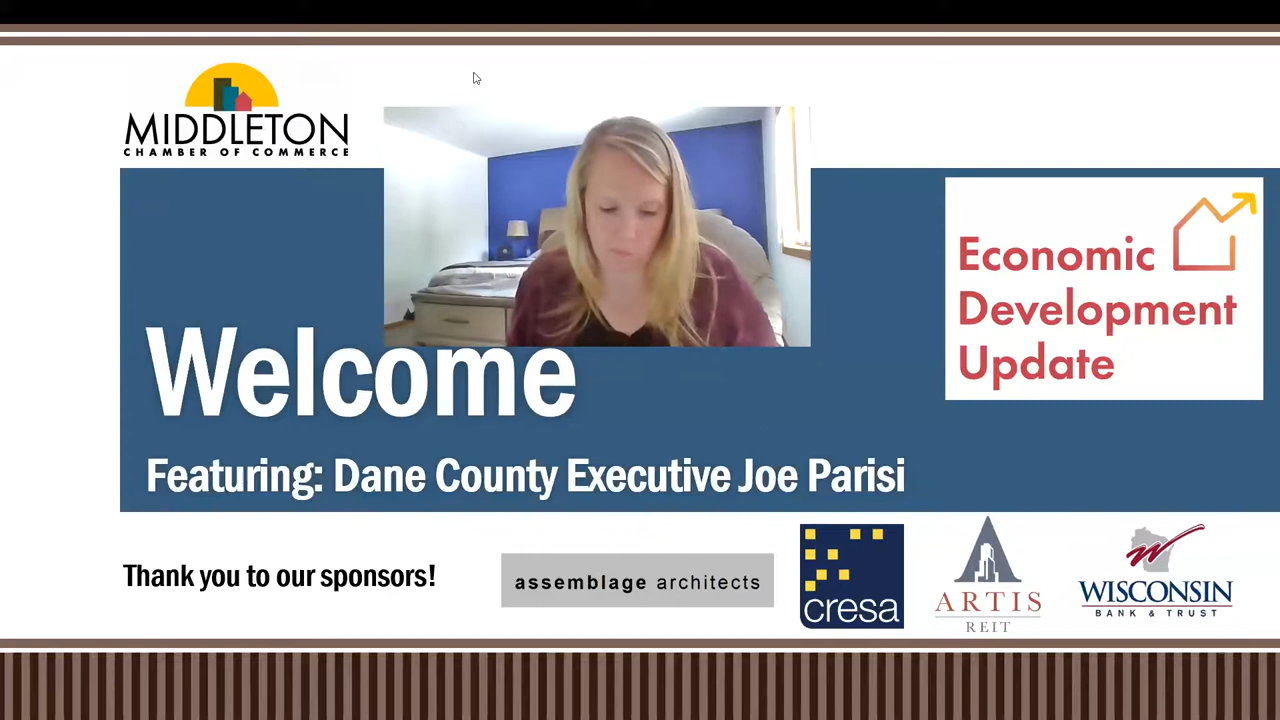 MIDDLETON
CHAMBER OF COMMERCE
Economic
Development
Update
Welcome
Featuring: Dane County Executive Joe Parisi
Thank you to our sponsors!
assemblage architects
cresa
ARTIS
REIT
WISCONSIN
BANK & TRUST